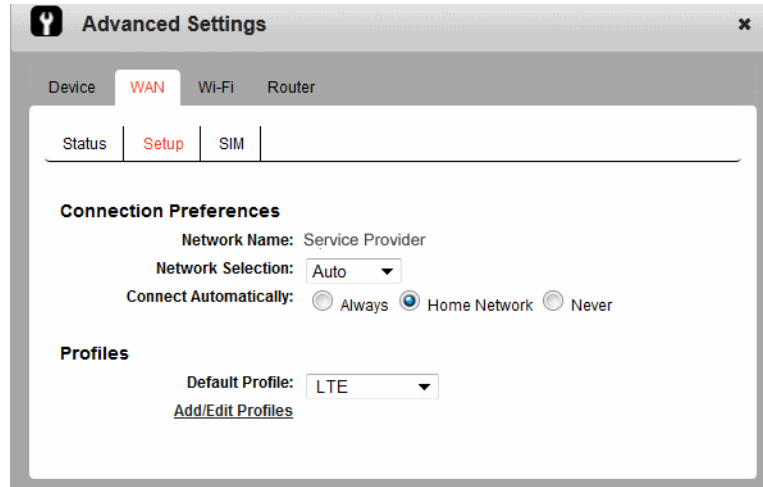 Advanced Settings
Device WAN Wi-Fi Router
Status Setup SIM
Connection Preferences
Network Name: Service Provider
Network Selection: Auto
Connect Automatically: Always Home Network Never
Profiles
Default Profile: LTE
Add/Edit Profiles